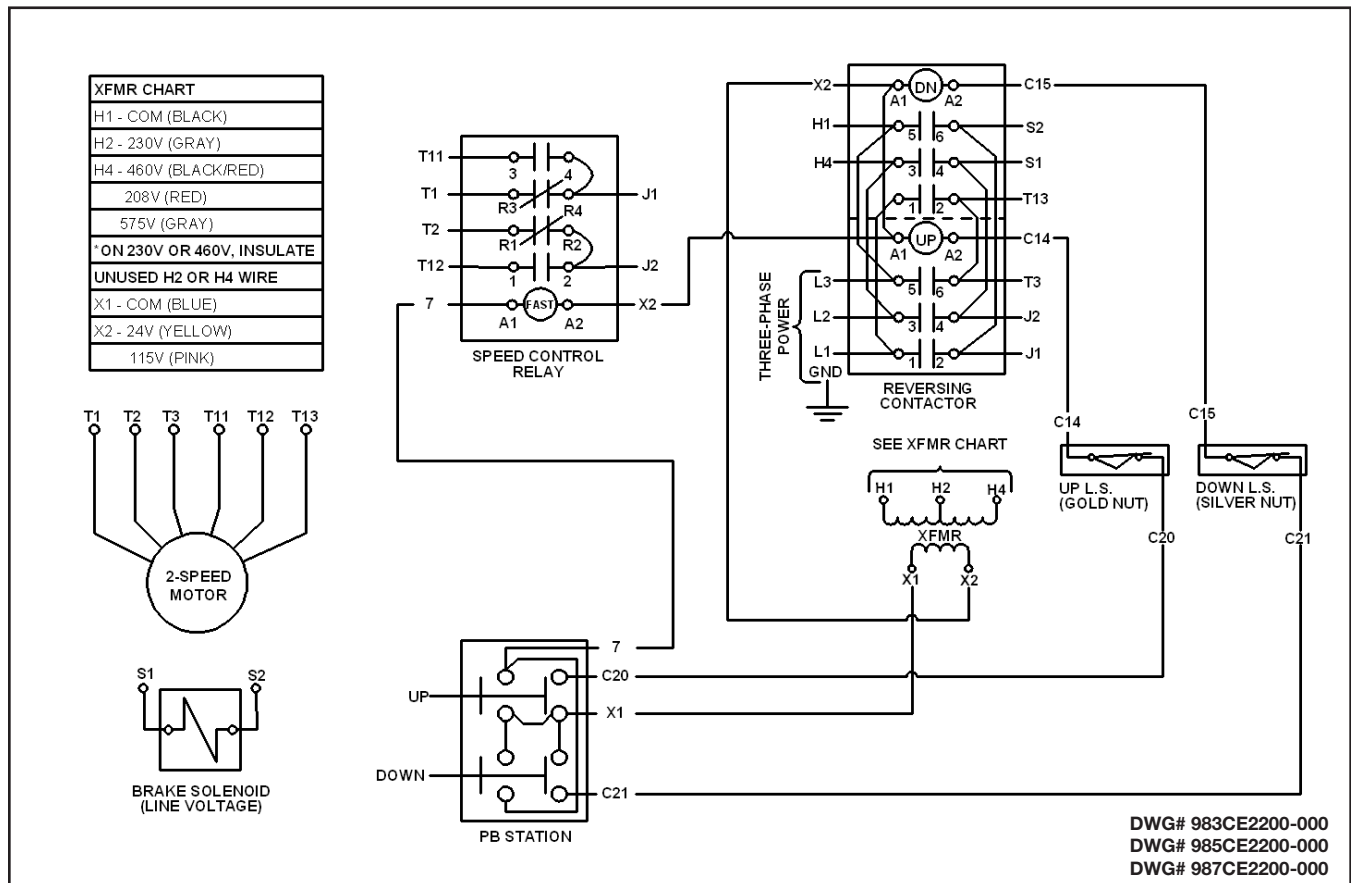 XFMR CHART
H1 - COM (BLACK)
H2 - 230V (GRAY)
H4 - 460V (BLACK/RED)
208V (RED)
575V (GRAY)
*ON 230V OR 460V, INSULATE
UNUSED H2 OR H4 WIRE
X1 - COM (BLUE)
X2 - 24V (YELLOW)
115V (PINK)
T11
3
4
T1
R3
R4
J1
T2
R1
R2
T12
1
2
J2
7
A1
FAST
A2
X2
SPEED CONTROL
RELAY
X2
A1
DN
A2
C15
H1
5
6
S2
H4
3
4
S1
1
2
T13
A1
UP
A2
C14
L3
5
6
T3
L2
3
4
J2
L1
1
2
J1
THREE-PHASE
POWER
GND
REVERSING
CONTACTOR
C14
C15
UP L.S.
(GOLD NUT)
DOWN L.S.
(SILVER NUT)
C20
C21
SEE XFMR CHART
H1
H2
H4
XFMR
X1
X2
T1
T2
T3
T11
T12
T13
2-SPEED
MOTOR
S1
S2
BRAKE SOLENOID
(LINE VOLTAGE)
7
C20
UP
X1
DOWN
C21
PB STATION
DWG# 983CE2200-000
DWG# 985CE2200-000
DWG# 987CE2200-000